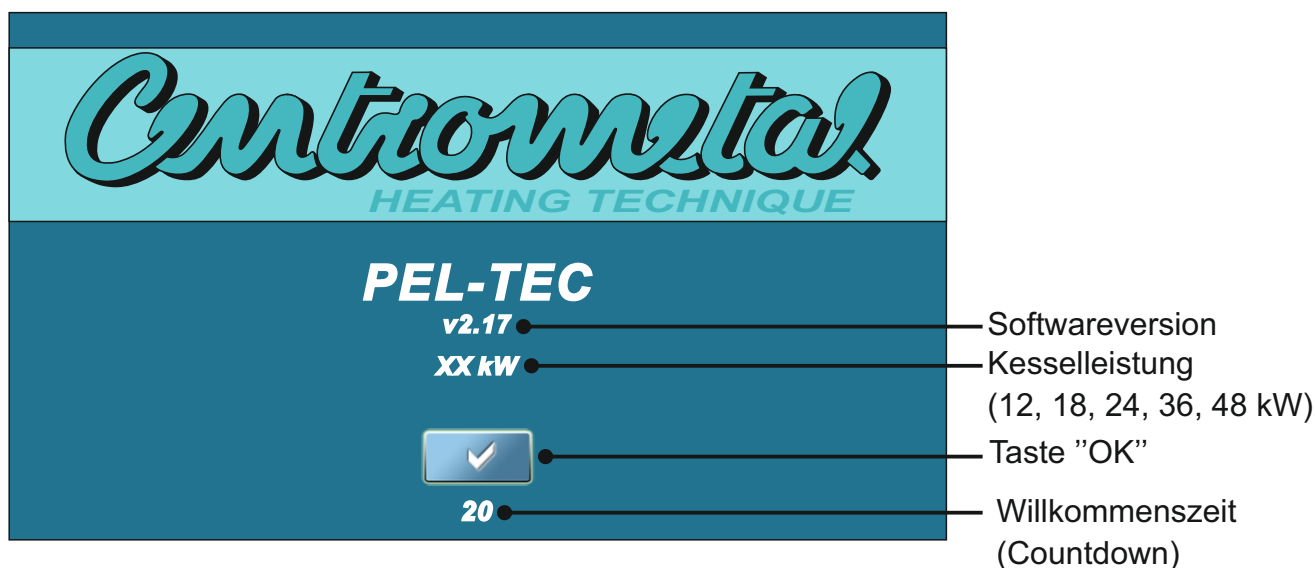 Centrometal
HEATING TECHNIQUE
PEL-TEC
v2.17
XX kW
20
Softwareversion
Kesselleistung
(12, 18, 24, 36, 48 kW)
Taste ''OK''
Willkommenszeit
(Countdown)